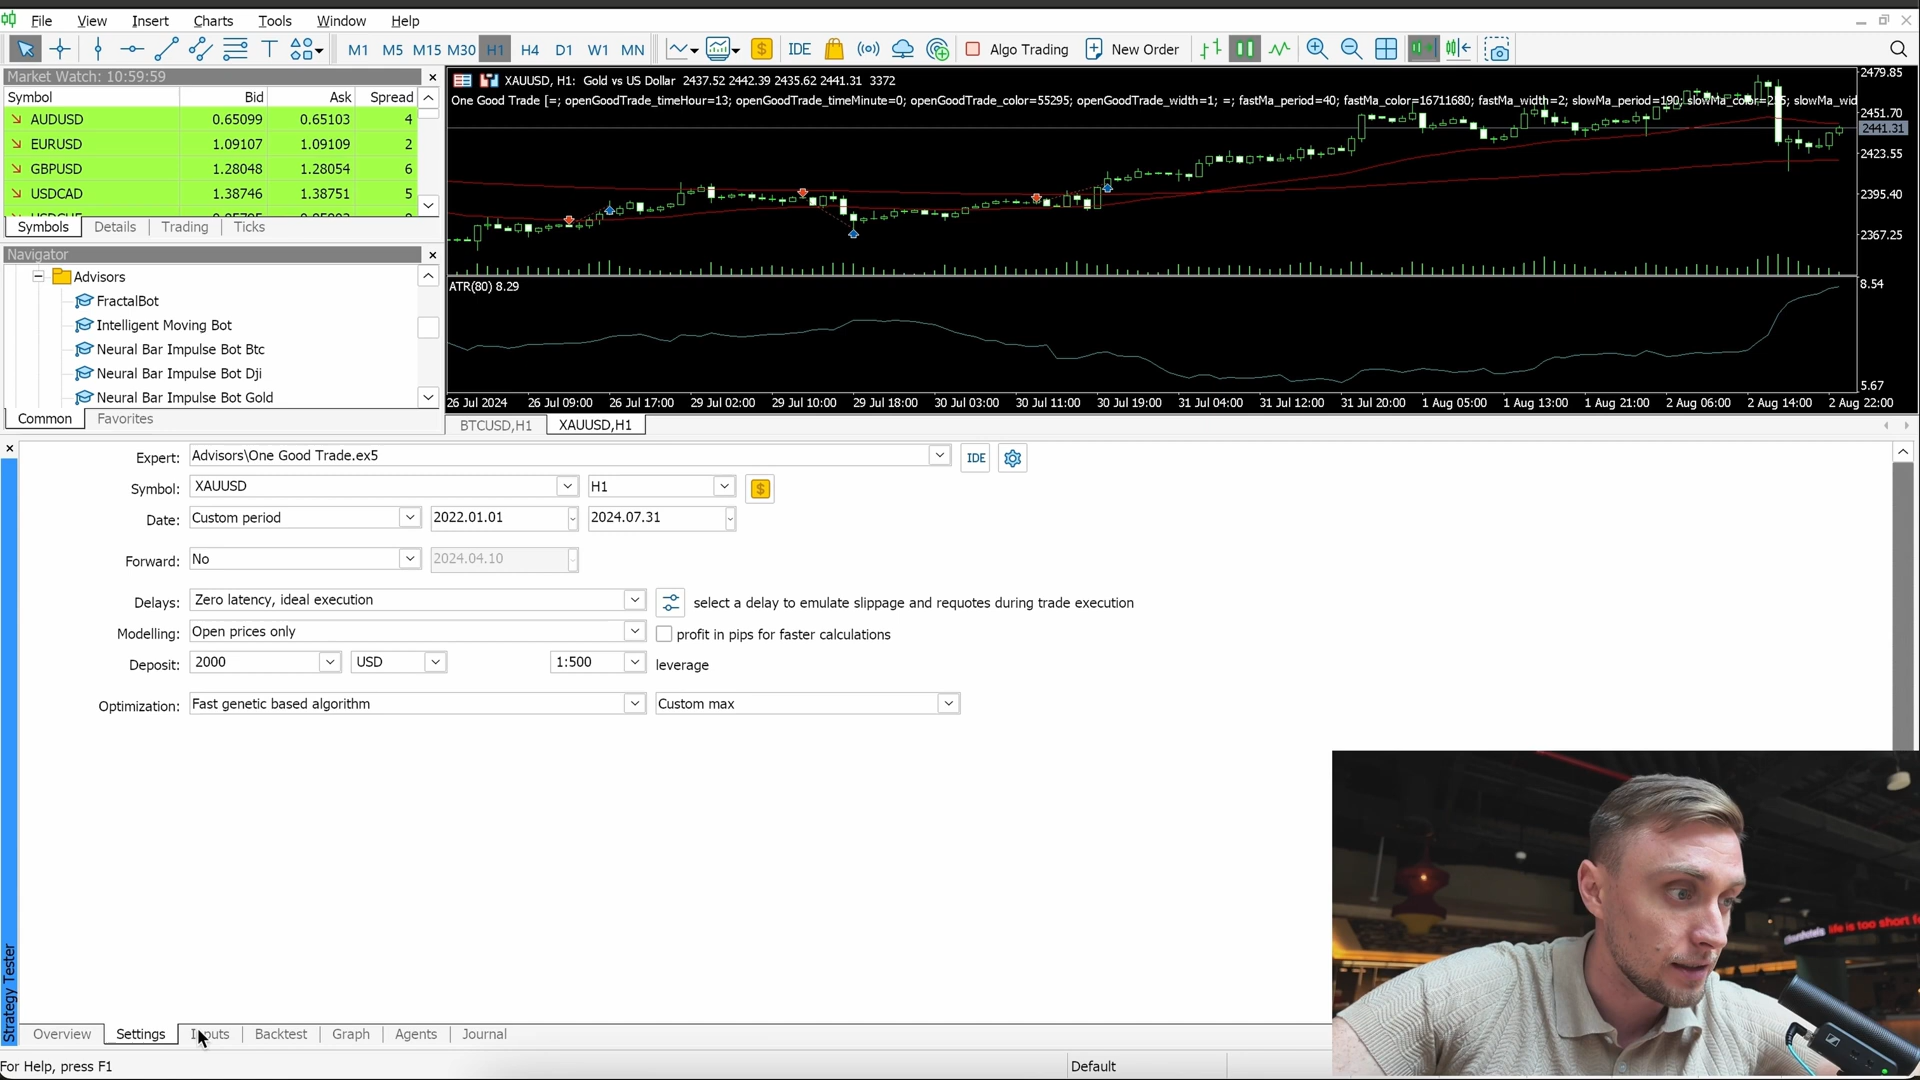 File View Insert Charts Tools Window Help
M1 M5 M15 M30 H1 H4 D1 W1 MN IDE Algo Trading New Order
Market Watch: 10:59:59
Symbol Bid Ask Spread
AUDUSD 0.65099 0.65103 4
EURUSD 1.09107 1.09109 2
GBPUSD 1.28048 1.28054 6
USDCAD 1.38746 1.38751 5
Symbols Details Trading Ticks
Navigator
Advisors
FractalBot
Intelligent Moving Bot
Neural Bar Impulse Bot Btc
Neural Bar Impulse Bot Dji
Neural Bar Impulse Bot Gold
Common Favorites
XAUUSD, H1: Gold vs US Dollar 2437.52 2442.39 2435.62 2441.31 3372
One Good Trade [=; openGoodTrade_timeHour=13; openGoodTrade_timeMinute=0; openGoodTrade_color=55295; openGoodTrade_width=1; =; fastMa_period=40; fastMa_color=16711680; fastMa_width=2; slowMa_period=190; slowMa_color=255; slowMa_wid
2479.85
2451.70
2441.31
2423.55
2395.40
2367.25
ATR(80) 8.29
8.54
5.67
26 Jul 2024 26 Jul 09:00 26 Jul 17:00 29 Jul 02:00 29 Jul 10:00 29 Jul 18:00 30 Jul 03:00 30 Jul 11:00 30 Jul 19:00 31 Jul 04:00 31 Jul 12:00 31 Jul 20:00 1 Aug 05:00 1 Aug 13:00 1 Aug 21:00 2 Aug 06:00 2 Aug 14:00 2 Aug 22:00
BTCUSD,H1 XAUUSD,H1
Expert: Advisors\One Good Trade.ex5 IDE
Symbol: XAUUSD H1
Date: Custom period 2022.01.01 2024.07.31
Forward: No 2024.04.10
Delays: Zero latency, ideal execution select a delay to emulate slippage and requotes during trade execution
Modelling: Open prices only profit in pips for faster calculations
Deposit: 2000 USD 1:500 leverage
Optimization: Fast genetic based algorithm Custom max
life is too short
Strategy Tester
Overview Settings Inputs Backtest Graph Agents Journal
For Help, press F1 Default